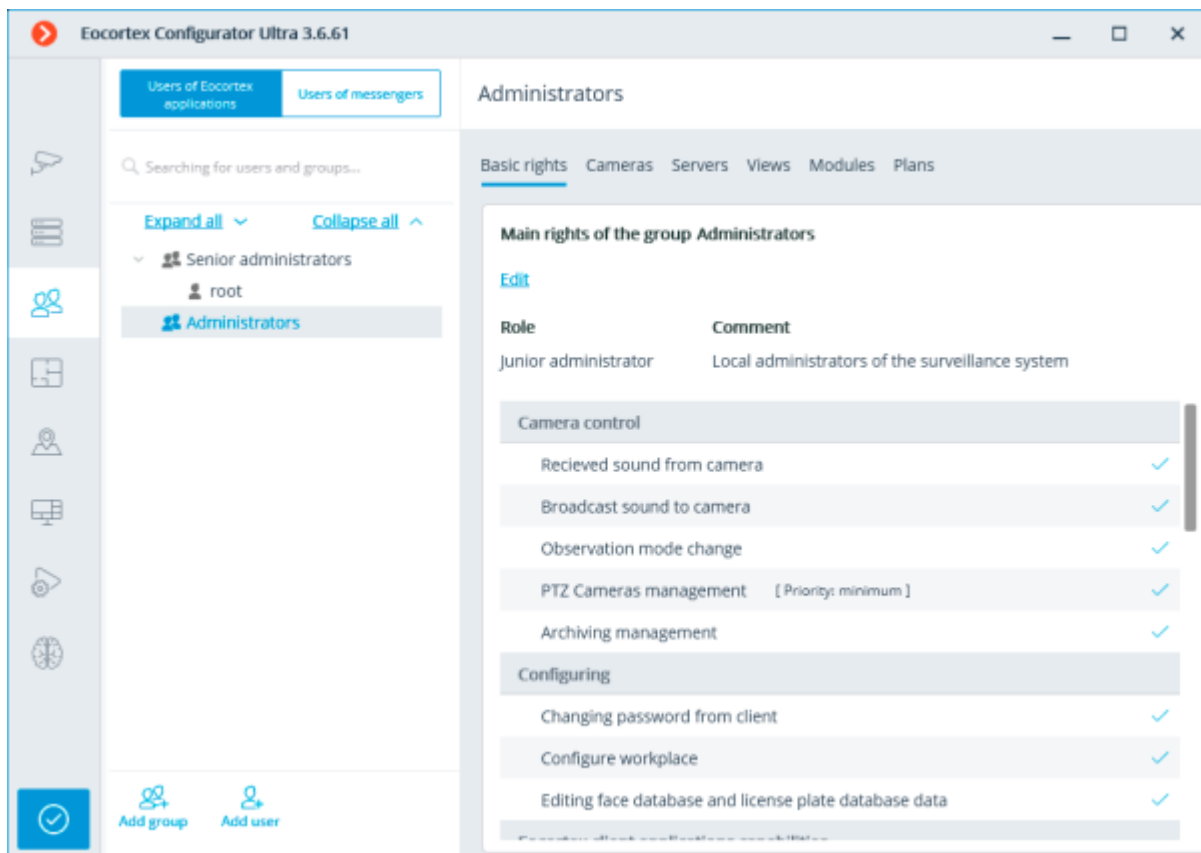 Eocortex Configurator Ultra 3.6.61
Users of Eocortex
applications
Users of messengers
Searching for users and groups...
Expand all
Collapse all
Senior administrators
root
Administrators
Add group
Add user
Administrators
Basic rights Cameras Servers Views Modules Plans
Main rights of the group Administrators
Edit
Role Comment
Junior administrator Local administrators of the surveillance system
Camera control
Recieved sound from camera
Broadcast sound to camera
Observation mode change
PTZ Cameras management [ Priority: minimum ]
Archiving management
Configuring
Changing password from client
Configure workplace
Editing face database and license plate database data
Eocortex client applications capabilities